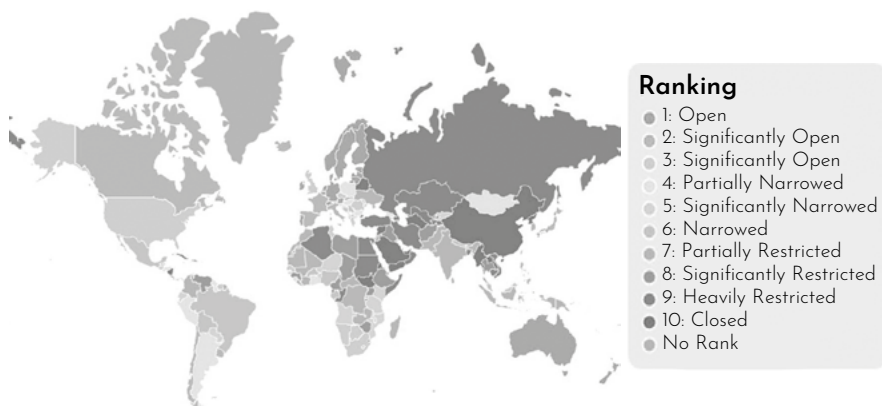 Ranking
1: Open
2: Significantly Open
3: Significantly Open
4: Partially Narrowed
5: Significantly Narrowed
6: Narrowed
7: Partially Restricted
8: Significantly Restricted
9: Heavily Restricted
10: Closed
No Rank